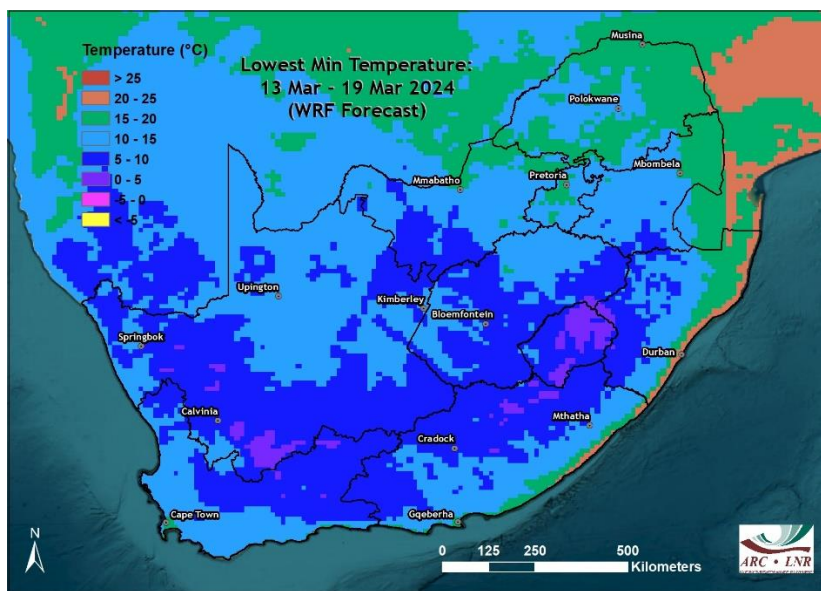 Temperature (°C)
> 25
20 - 25
15 - 20
10 - 15
5 - 10
0 - 5
-5 - 0
< -5
Lowest Min Temperature:
13 Mar - 19 Mar 2024
(WRF Forecast)
Musina
Polokwane
Mbombela
Pretoria
Mmabatho
Upington
Kimberley
Bloemfontein
Springbok
Durban
Calvinia
Mthatha
Cradock
Cape Town
Gqeberha
N
0 125 250 500
Kilometers
ARC • LNR